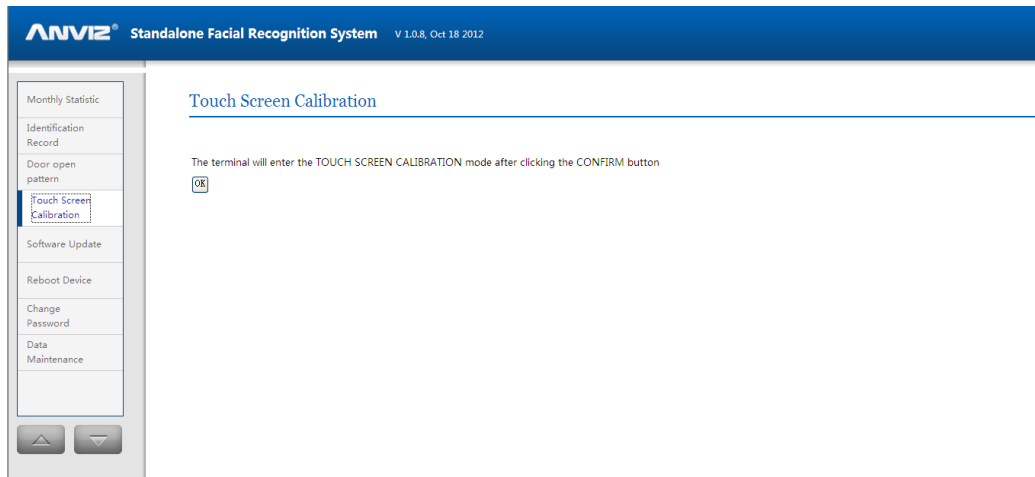 ANVIZ® Standalone Facial Recognition System V 1.0.8, Oct 18 2012
Monthly Statistic
Identification
Record
Door open
pattern
Touch Screen
Calibration
Software Update
Reboot Device
Change
Password
Data
Maintenance
Touch Screen Calibration
The terminal will enter the TOUCH SCREEN CALIBRATION mode after clicking the CONFIRM button
OK